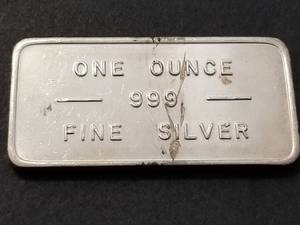 ONE OUNCE
— 999 —
FINE SILVER